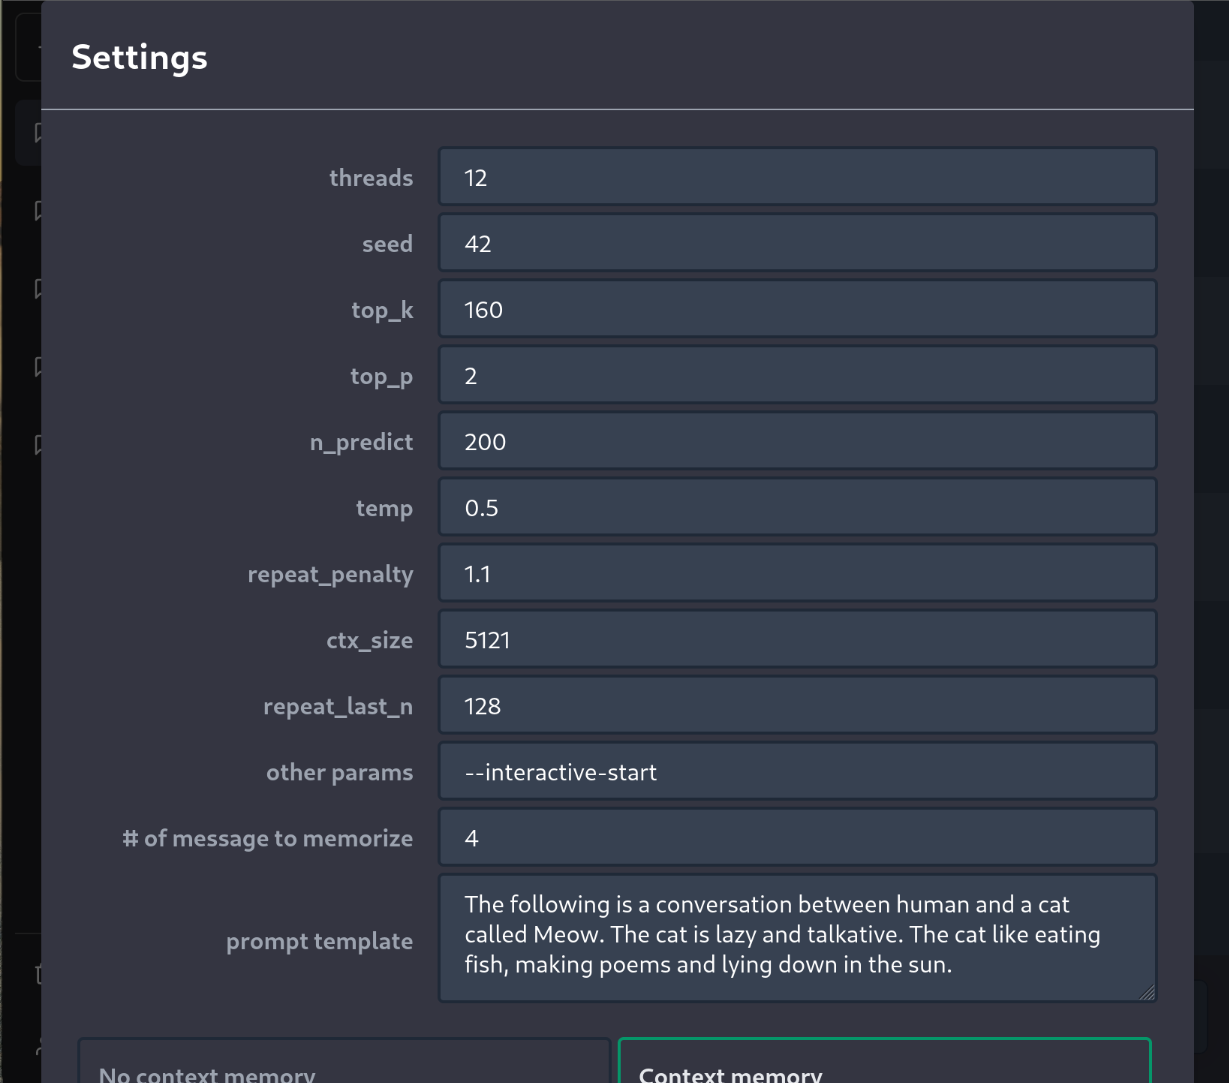 Settings
threads 12
seed 42
top_k 160
top_p 2
n_predict 200
temp 0.5
repeat_penalty 1.1
ctx_size 5121
repeat_last_n 128
other params --interactive-start
# of message to memorize 4
prompt template
The following is a conversation between human and a cat
called Meow. The cat is lazy and talkative. The cat like eating
fish, making poems and lying down in the sun.
No context memory Context memory